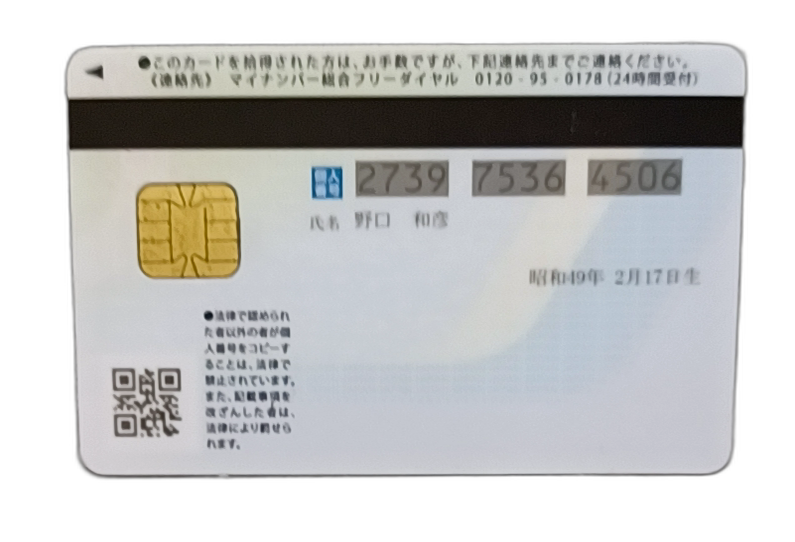 ●このカードを拾得された方は、お手数ですが、下記連絡先までご連絡ください。
《連絡先》 マイナンバー総合フリーダイヤル 0120-95-0178(24時間受付)
2739 7536 4506
氏名 野口 和彦
昭和49年 2月17日生
●法律で認められ
た者以外の者が個
人番号をコピーす
ることは、法律で
禁止されています。
また、記載事項を
改ざんした者は、
法律により罰せら
れます。